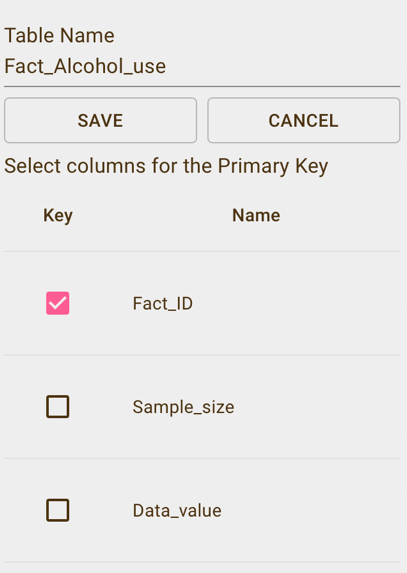 Table Name
Fact_Alcohol_use
SAVE CANCEL
Select columns for the Primary Key
Key Name
Fact_ID
Sample_size
Data_value